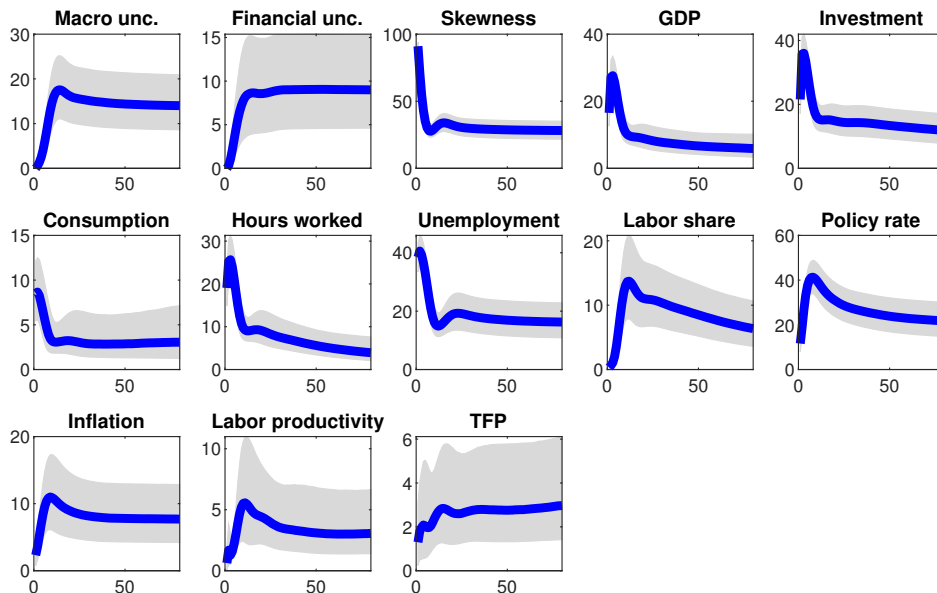 Macro unc. Financial unc. Skewness GDP Investment
30 15 100 40 40
20 10 50 20 20
10 5 0 0 0
0 0
0 50 0 50 0 50 0 50 0 50
Consumption Hours worked Unemployment Labor share Policy rate
15 30 40 20 60
10 20 20 10 40
5 10 0 0 20
0 0 0
0 50 0 50 0 50 0 50 0 50
Inflation Labor productivity TFP
20 10 6
10 5 4
0 0 2
0
0 50 0 50 0 50